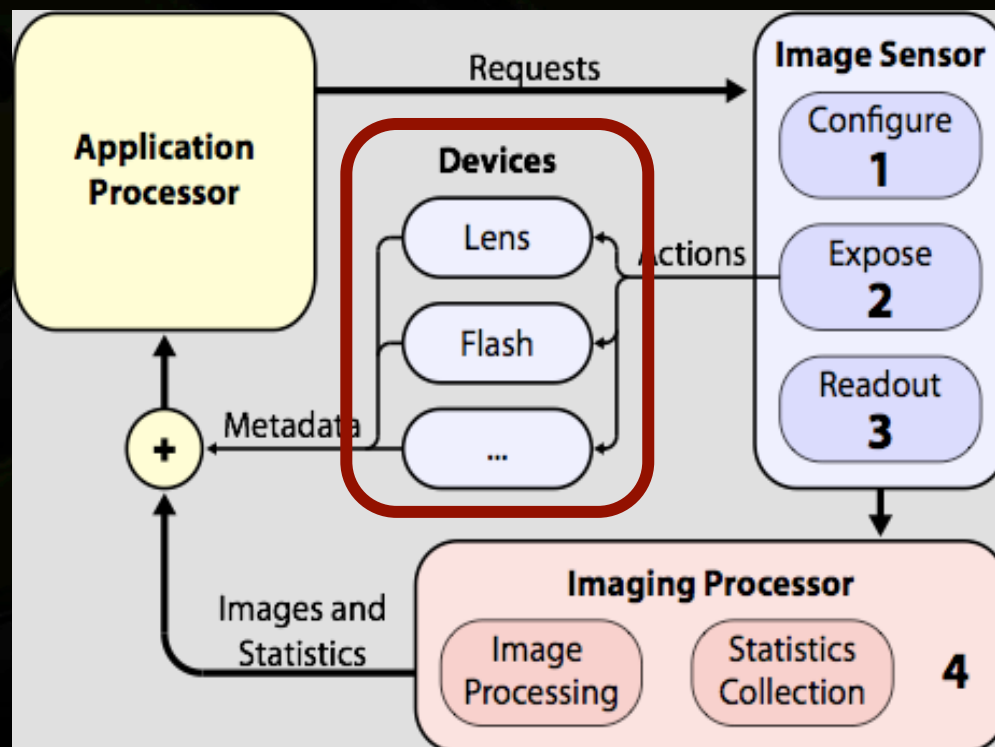 Application
Processor
Requests
Image Sensor
Configure
1
Expose
2
Readout
3
Devices
Lens
Flash
...
Actions
Metadata
+
Imaging Processor
Image
Processing
Statistics
Collection
4
Images and
Statistics